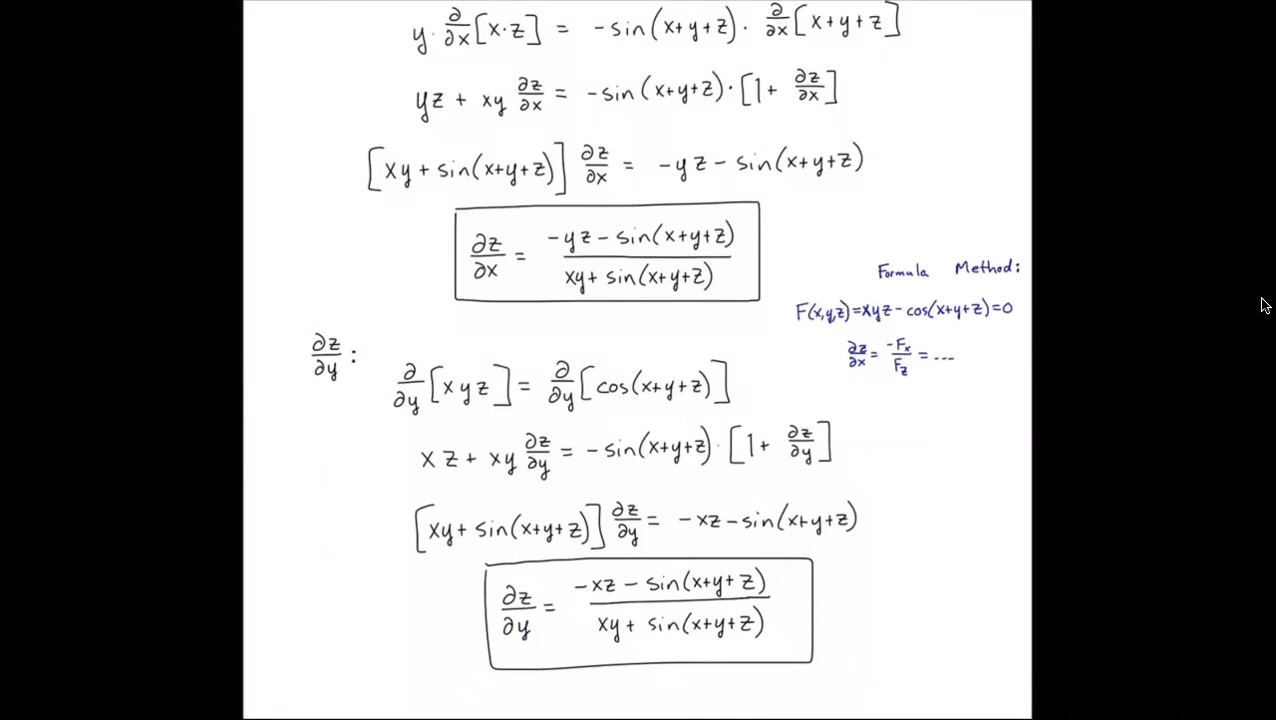 y · ∂/∂x [x·z] = -sin(x+y+z) · ∂/∂x [x+y+z]
yz + xy ∂z/∂x = -sin(x+y+z) · [1 + ∂z/∂x]
[xy + sin(x+y+z)] ∂z/∂x = -yz - sin(x+y+z)
∂z/∂x = (-yz - sin(x+y+z)) / (xy + sin(x+y+z))
Formula Method:
F(x,y,z)=xyz-cos(x+y+z)=0
∂z/∂x = -Fx/Fz = ...
∂z/∂y :
∂/∂y [xyz] = ∂/∂y [cos(x+y+z)]
xz + xy ∂z/∂y = -sin(x+y+z) · [1 + ∂z/∂y]
[xy + sin(x+y+z)] ∂z/∂y = -xz - sin(x+y+z)
∂z/∂y = (-xz - sin(x+y+z)) / (xy + sin(x+y+z))